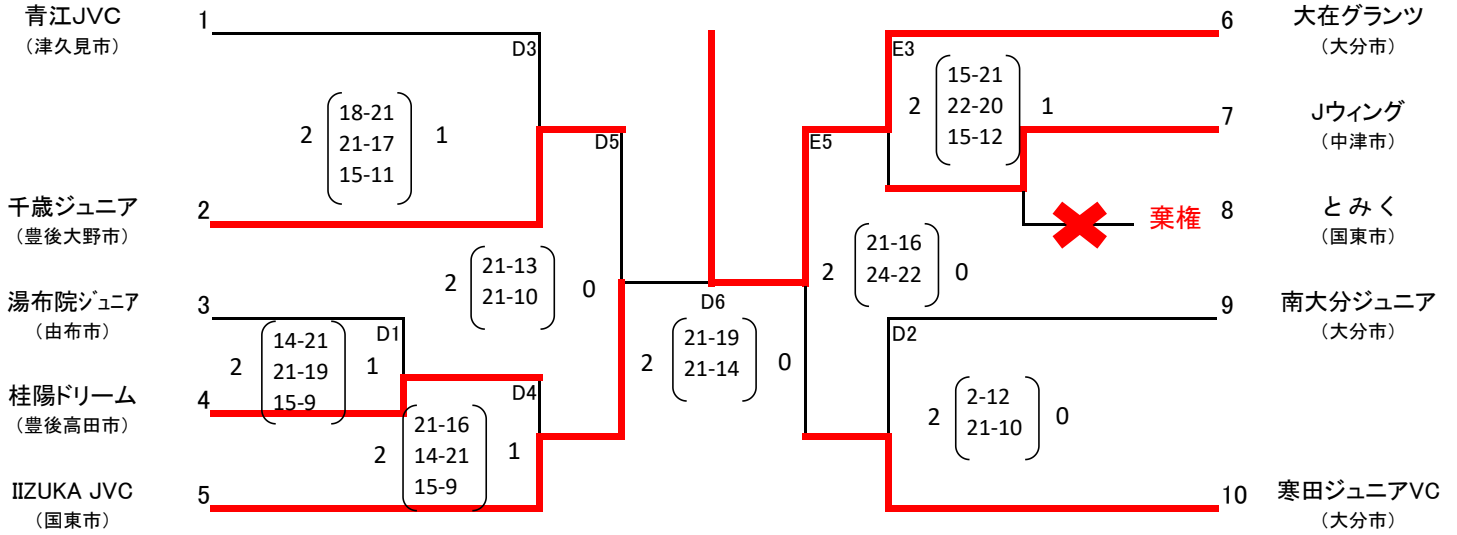 青江JVC
（津久見市）
1
D3
2
18-21
21-17
15-11
1
D5
千歳ジュニア
（豊後大野市）
2
2
21-13
21-10
0
湯布院ジュニア
（由布市）
3
D1
2
14-21
21-19
15-9
1
桂陽ドリーム
（豊後高田市）
4
D4
2
21-16
14-21
15-9
1
IIZUKA JVC
（国東市）
5
D6
2
21-19
21-14
0
6
大在グランツ
（大分市）
E3
2
15-21
22-20
15-12
1
7
Jウィング
（中津市）
E5
棄権
8
とみく
（国東市）
2
21-16
24-22
0
9
南大分ジュニア
（大分市）
D2
2
2-12
21-10
0
10
寒田ジュニアVC
（大分市）